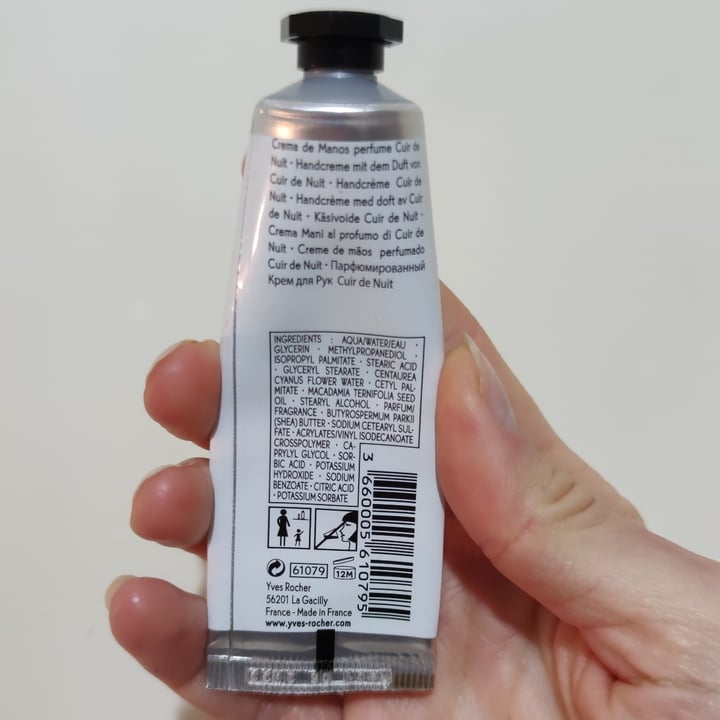 Crema de Manos perfume Cuir de
Nuit · Handcreme mit dem Duft von
Cuir de Nuit · Handcrème Cuir de
Nuit · Handcrème med doft av Cuir
de Nuit · Käsivoide Cuir de Nuit ·
Crema Mani al profumo di Cuir de
Nuit · Creme de mãos perfumado
Cuir de Nuit · Парфюмированный
Крем для Рук Cuir de Nuit
INGREDIENTS : AQUA/WATER/EAU ·
GLYCERIN · METHYLPROPANEDIOL ·
ISOPROPYL PALMITATE · STEARIC ACID
· GLYCERYL STEARATE · CENTAUREA
CYANUS FLOWER WATER · CETYL PAL-
MITATE · MACADAMIA TERNIFOLIA SEED
OIL · STEARYL ALCOHOL · PARFUM/
FRAGRANCE · BUTYROSPERMUM PARKII
(SHEA) BUTTER · SODIUM CETEARYL SUL-
FATE · ACRYLATES/VINYL ISODECANOATE
CROSSPOLYMER · CA-
PRYLYL GLYCOL · SOR-
BIC ACID · POTASSIUM
HYDROXIDE · SODIUM
BENZOATE · CITRIC ACID
· POTASSIUM SORBATE
3 660005 610795
61079 12M
Yves Rocher
56201 La Gacilly
France - Made in France
www.yves-rocher.com